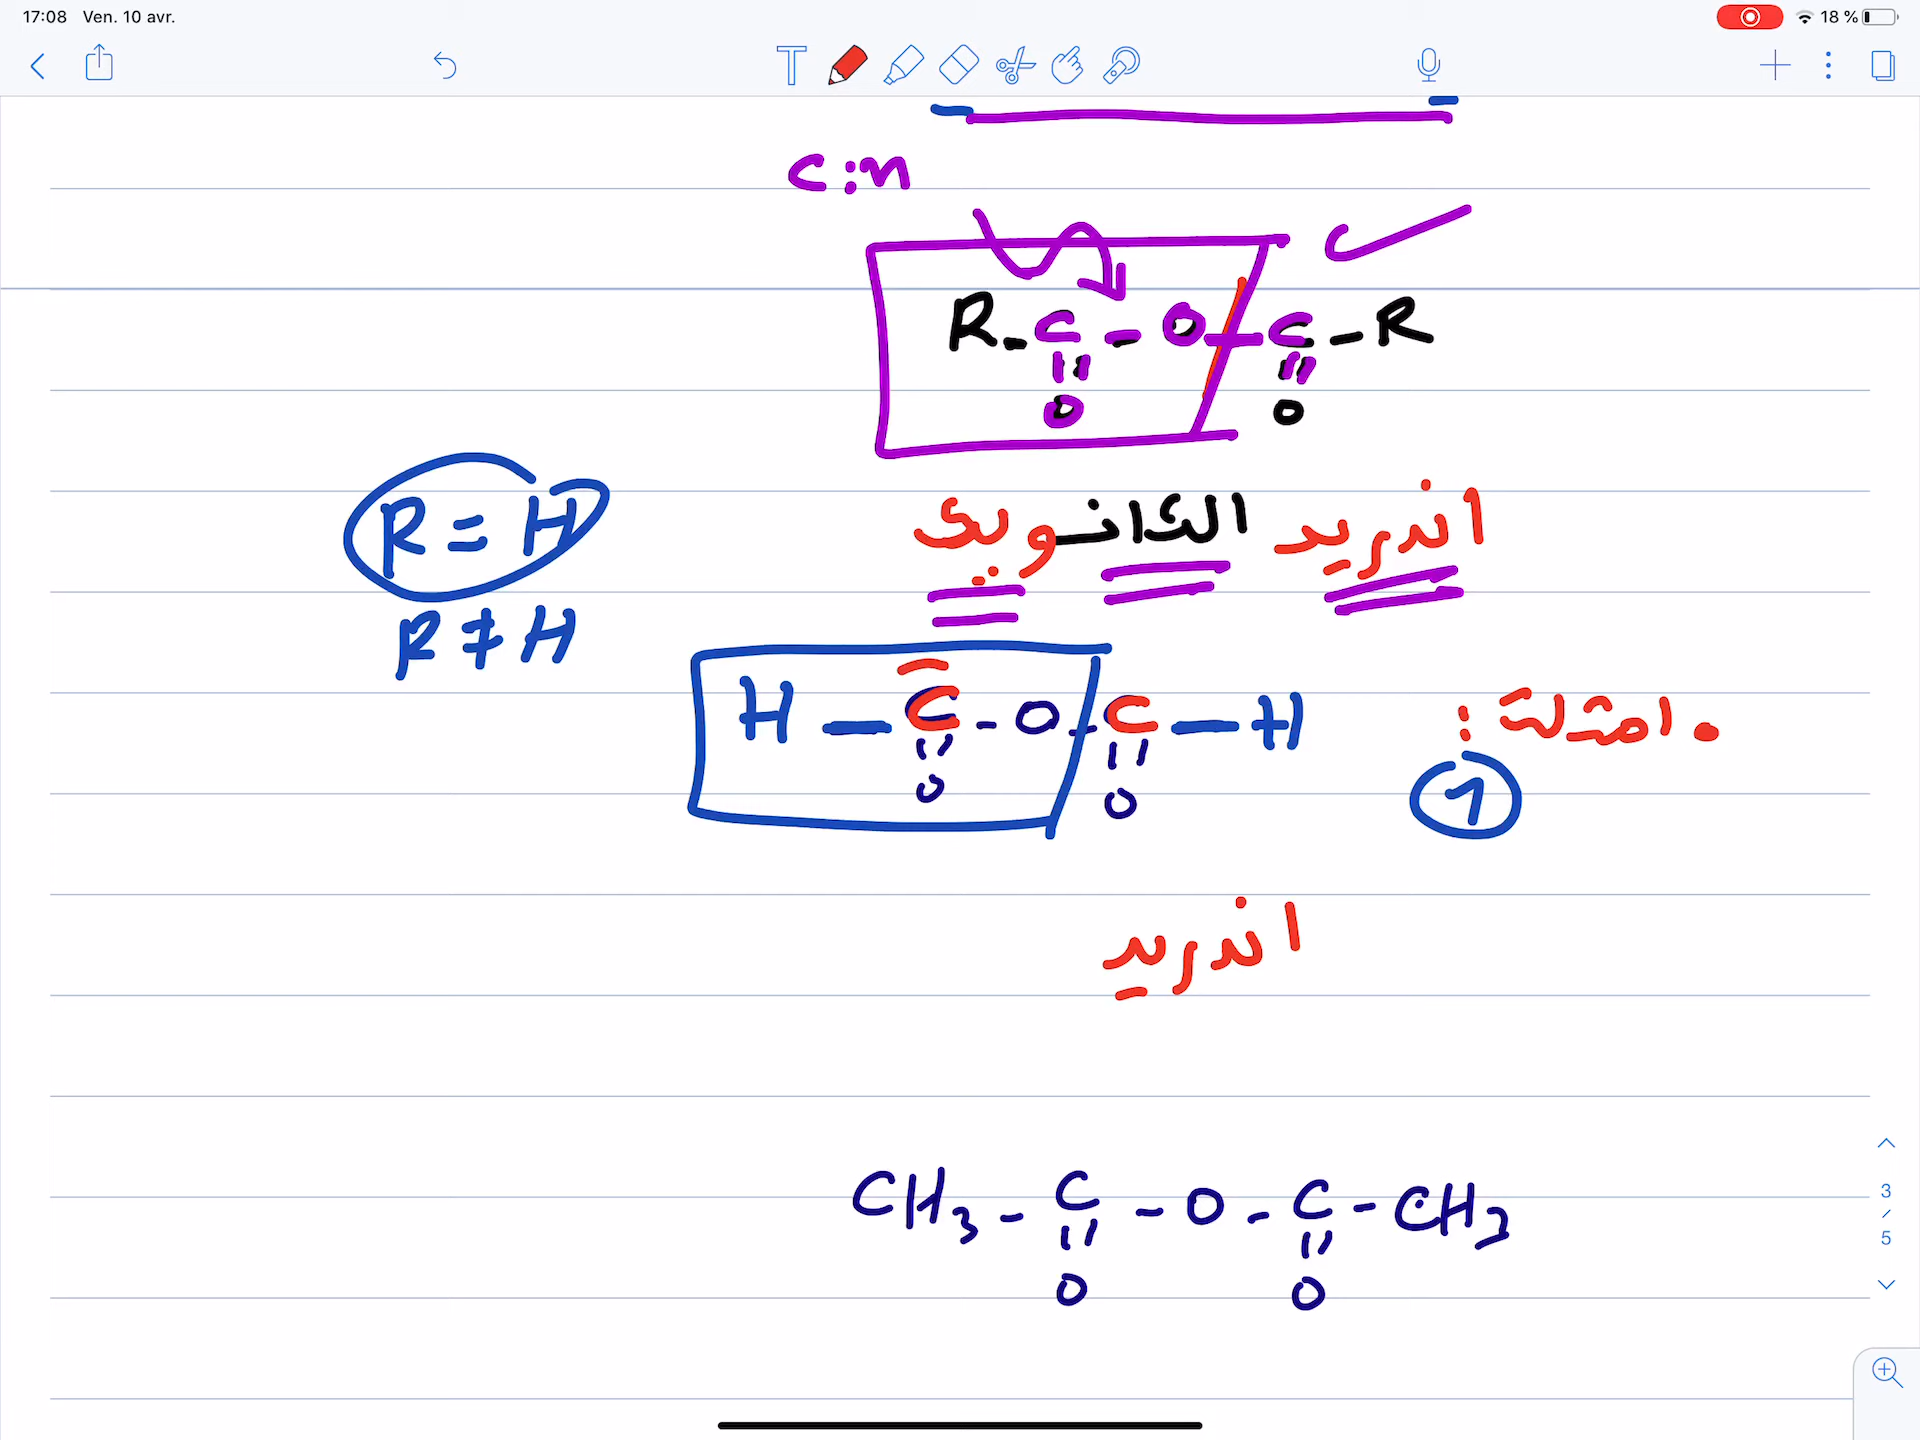 17:08 Ven. 10 avr. 18 %
C:n
R-C-O-C-R
O O
اندريد الكانويك
R = H
R ≠ H
H-C-O-C-H
O O
• امثلة :
1
اندريد
3
/
5
CH3-C-O-C-CH3
O O